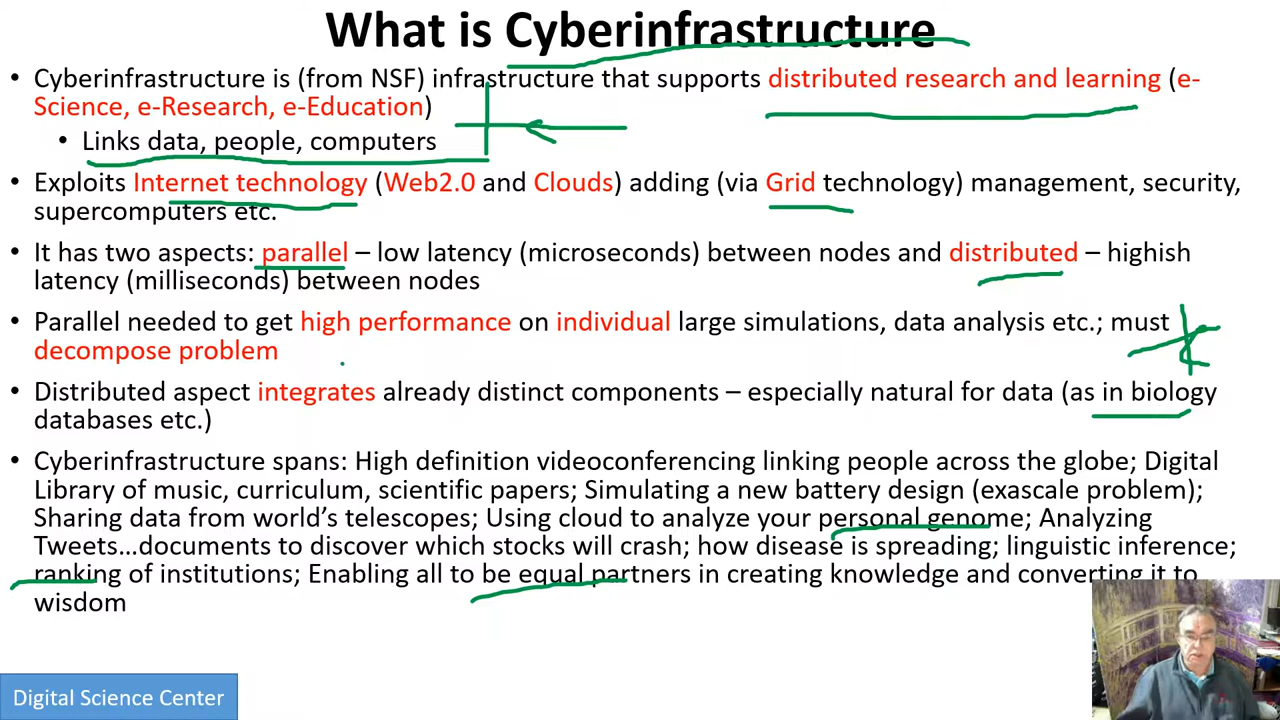 What is Cyberinfrastructure
• Cyberinfrastructure is (from NSF) infrastructure that supports distributed research and learning (e-
Science, e-Research, e-Education)
• Links data, people, computers
• Exploits Internet technology (Web2.0 and Clouds) adding (via Grid technology) management, security,
supercomputers etc.
• It has two aspects: parallel – low latency (microseconds) between nodes and distributed – highish
latency (milliseconds) between nodes
• Parallel needed to get high performance on individual large simulations, data analysis etc.; must
decompose problem
• Distributed aspect integrates already distinct components – especially natural for data (as in biology
databases etc.)
• Cyberinfrastructure spans: High definition videoconferencing linking people across the globe; Digital
Library of music, curriculum, scientific papers; Simulating a new battery design (exascale problem);
Sharing data from world’s telescopes; Using cloud to analyze your personal genome; Analyzing
Tweets…documents to discover which stocks will crash; how disease is spreading; linguistic inference;
ranking of institutions; Enabling all to be equal partners in creating knowledge and converting it to
wisdom
Digital Science Center